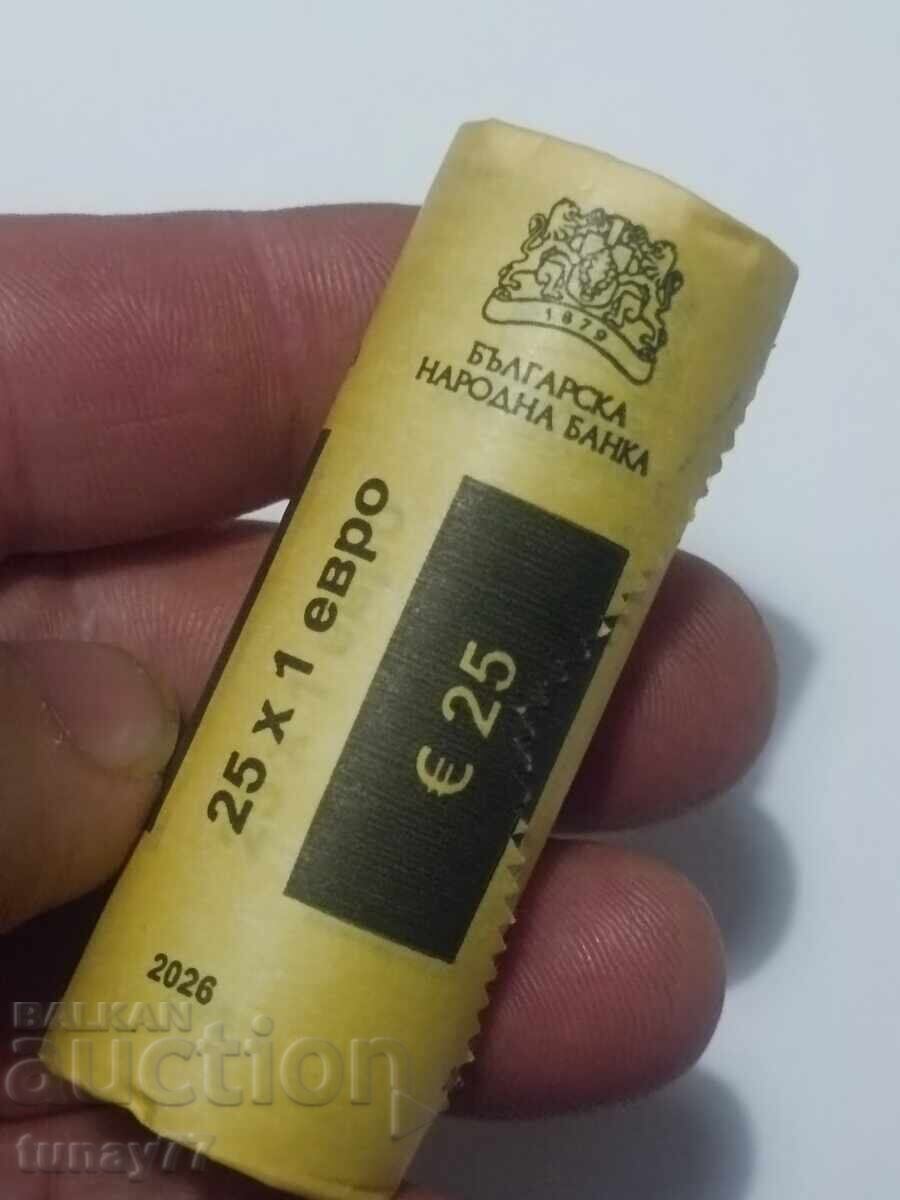 1879
БЪЛГАРСКА
НАРОДНА БАНКА
25 x 1 евро
€ 25
2026
BALKAN
auction
tunay77